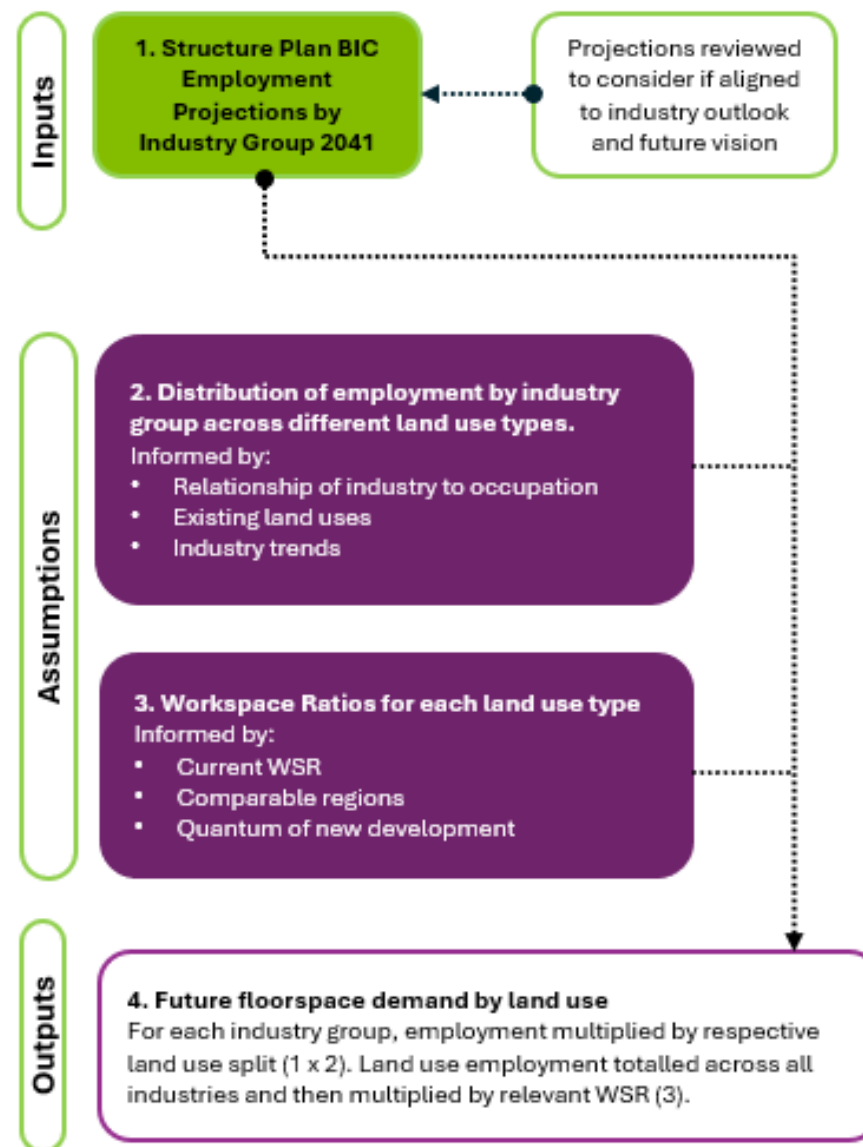 Inputs
1. Structure Plan BIC
Employment
Projections by
Industry Group 2041
Projections reviewed
to consider if aligned
to industry outlook
and future vision
Assumptions
2. Distribution of employment by industry
group across different land use types.
Informed by:
• Relationship of industry to occupation
• Existing land uses
• Industry trends
3. Workspace Ratios for each land use type
Informed by:
• Current WSR
• Comparable regions
• Quantum of new development
Outputs
4. Future floorspace demand by land use
For each industry group, employment multiplied by respective
land use split (1 x 2). Land use employment totalled across all
industries and then multiplied by relevant WSR (3).